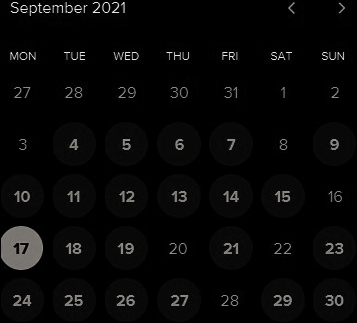 September 2021
MON TUE WED THU FRI SAT SUN
27 28 29 30 31 1 2
3 4 5 6 7 8 9
10 11 12 13 14 15 16
17 18 19 20 21 22 23
24 25 26 27 28 29 30